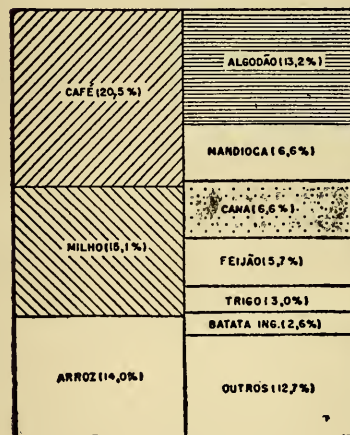 CAFÉ (20,5%)
MILHO (15,1%)
ARROZ (14,0%)
ALGODÃO (13,2%)
MANDIOCA (6,6%)
CANA (6,6%)
FEIJÃO (5,7%)
TRIGO (3,0%)
BATATA ING. (2,6%)
OUTROS (12,7%)